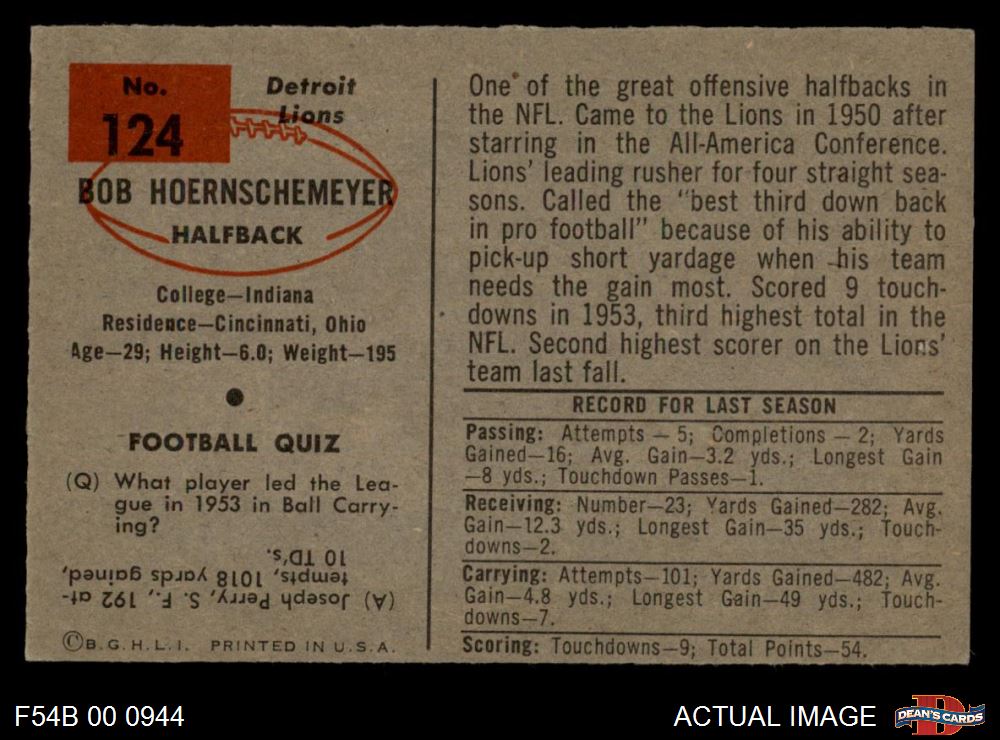 No.
124
Detroit
Lions
BOB HOERNSCHEMEYER
HALFBACK
College—Indiana
Residence—Cincinnati, Ohio
Age—29; Height—6.0; Weight—195
FOOTBALL QUIZ
(Q) What player led the Lea-
gue in 1953 in Ball Carry-
ing?
(A) Joseph Perry, S. F., 192 at-
tempts, 1018 yards gained,
10 TD's.
©B.G.H.L.I. PRINTED IN U.S.A.
One of the great offensive halfbacks in
the NFL. Came to the Lions in 1950 after
starring in the All-America Conference.
Lions' leading rusher for four straight sea-
sons. Called the "best third down back
in pro football" because of his ability to
pick-up short yardage when his team
needs the gain most. Scored 9 touch-
downs in 1953, third highest total in the
NFL. Second highest scorer on the Lions'
team last fall.
RECORD FOR LAST SEASON
Passing: Attempts — 5; Completions — 2; Yards
Gained—16; Avg. Gain—3.2 yds.; Longest Gain
—8 yds.; Touchdown Passes—1.
Receiving: Number—23; Yards Gained—282; Avg.
Gain—12.3 yds.; Longest Gain—35 yds.; Touch-
downs—2.
Carrying: Attempts—101; Yards Gained—482; Avg.
Gain—4.8 yds.; Longest Gain—49 yds.; Touch-
downs—7.
Scoring: Touchdowns—9; Total Points—54.
F54B 00 0944
ACTUAL IMAGE
D
DEAN'S CARDS